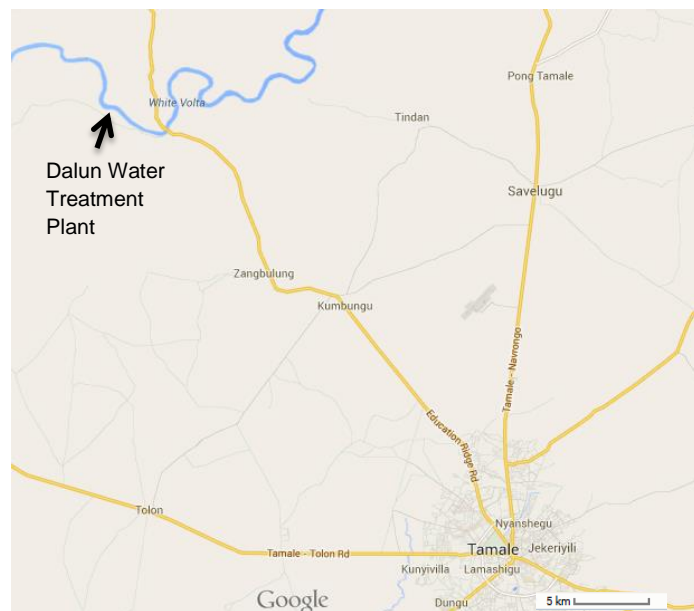 Pong Tamale
White Volta
Tindan
Dalun Water
Treatment
Plant
Savelugu
Zangbulung
Kumbungu
Tamale - Navrongo
Education Ridge Rd
Tolon
Nyanshegu
Tamale - Tolon Rd
Tamale
Jekeriyili
Kunyivilla
Lamashigu
Google
Dungu
5 km